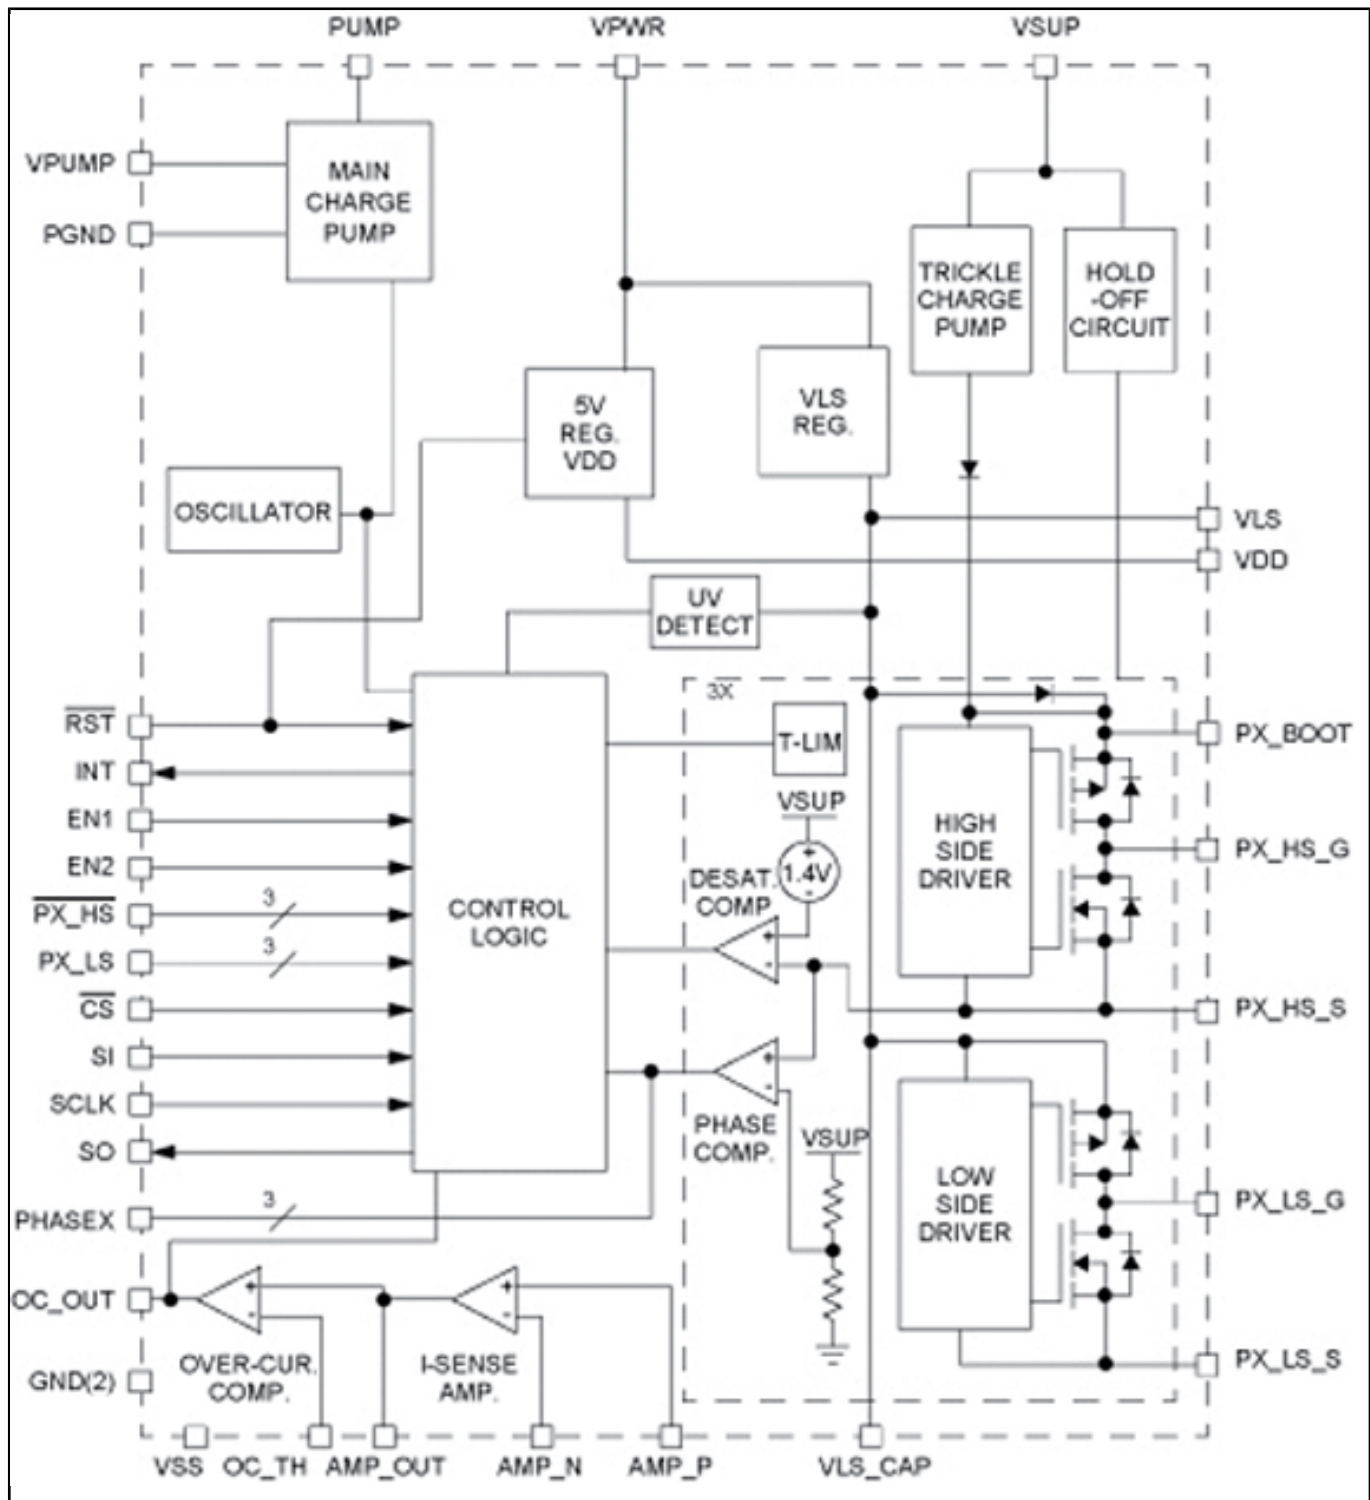 PUMP
VPWR
VSUP
VPUMP
PGND
MAIN
CHARGE
PUMP
TRICKLE
CHARGE
PUMP
HOLD
-OFF
CIRCUIT
5V
REG.
VDD
VLS
REG.
OSCILLATOR
VLS
VDD
UV
DETECT
3X
RST
INT
EN1
EN2
PX_HS
3
PX_LS
3
CS
SI
SCLK
SO
PHASEX
3
CONTROL
LOGIC
T-LIM
VSUP
+
1.4V
-
DESAT.
COMP
+
-
+
-
PHASE
COMP.
VSUP
HIGH
SIDE
DRIVER
LOW
SIDE
DRIVER
PX_BOOT
PX_HS_G
PX_HS_S
PX_LS_G
PX_LS_S
OC_OUT
+
-
+
-
OVER-CUR.
COMP.
I-SENSE
AMP.
GND(2)
VSS
OC_TH
AMP_OUT
AMP_N
AMP_P
VLS_CAP